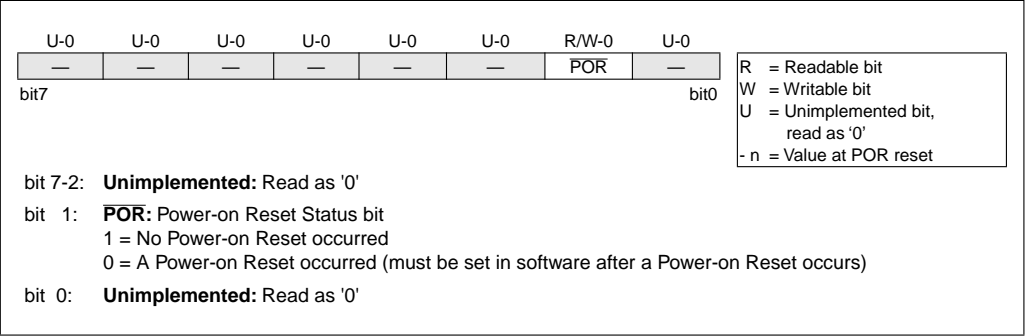 U-0 U-0 U-0 U-0 U-0 U-0 R/W-0 U-0
— — — — — — P̅O̅R̅ —
bit7 bit0
R = Readable bit
W = Writable bit
U = Unimplemented bit,
read as ‘0’
- n = Value at POR reset
bit 7-2: Unimplemented: Read as '0'
bit 1: P̅O̅R̅: Power-on Reset Status bit
1 = No Power-on Reset occurred
0 = A Power-on Reset occurred (must be set in software after a Power-on Reset occurs)
bit 0: Unimplemented: Read as '0'